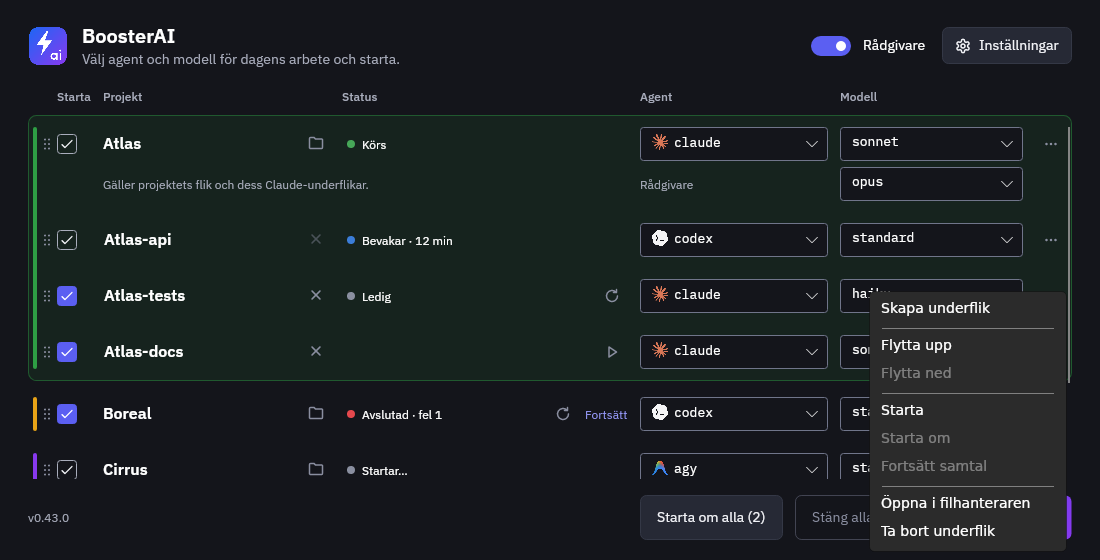 ai
BoosterAI
Välj agent och modell för dagens arbete och starta.
Rådgivare
Inställningar
Starta Projekt Status Agent Modell
Atlas Körs claude sonnet
Gäller projektets flik och dess Claude-underflikar. Rådgivare opus
Atlas-api Bevakar · 12 min codex standard
Atlas-tests Ledig claude
Atlas-docs claude
Boreal Avslutad · fel 1 Fortsätt codex
Cirrus Startar... agy
v0.43.0 Starta om alla (2) Stäng
Skapa underflik
Flytta upp
Flytta ned
Starta
Starta om
Fortsätt samtal
Öppna i filhanteraren
Ta bort underflik